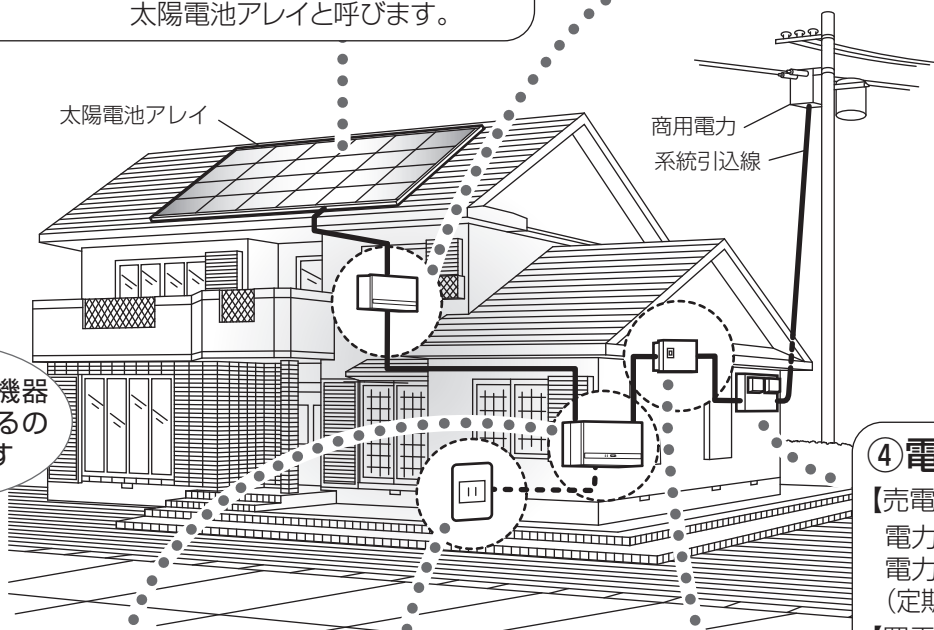 太陽電池アレイと呼びます。
太陽電池アレイ
商用電力
系統引込線
機器
るの
す
④電
【売電
電力
電力
（定期